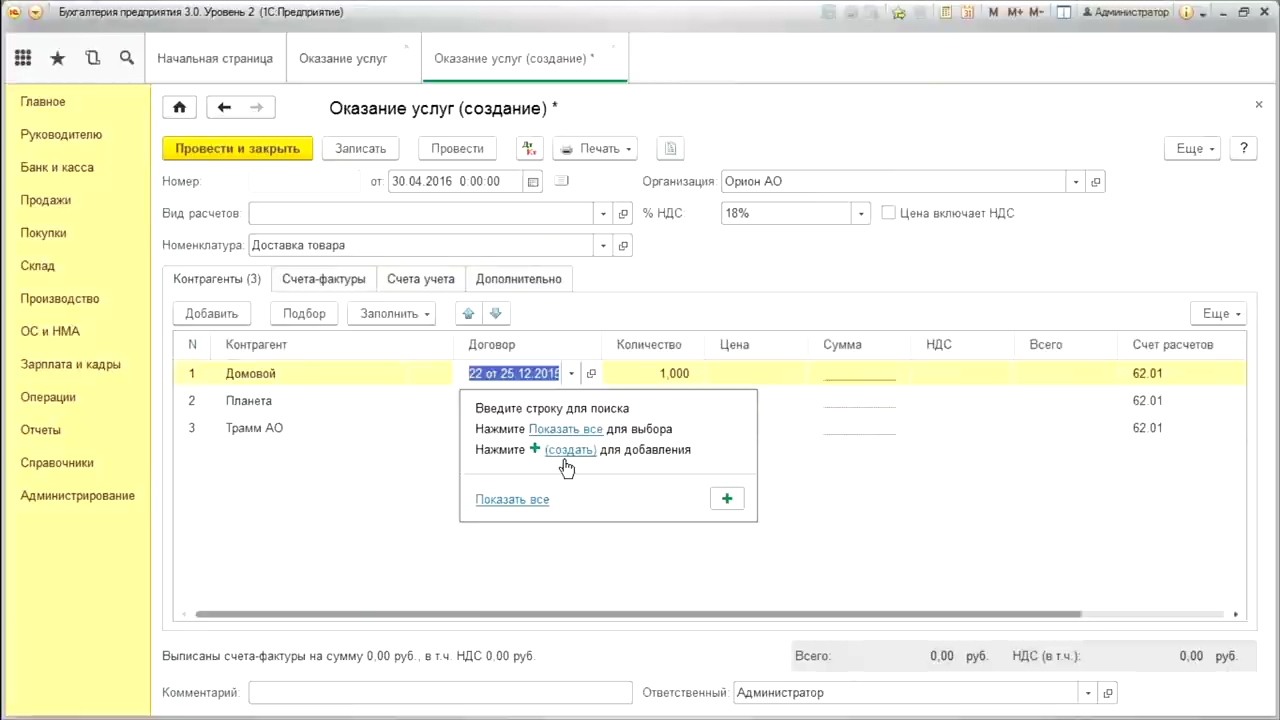 Бухгалтерия предприятия 3.0. Уровень 2 (1С:Предприятие)
M M+ M- Администратор
Начальная страница
Оказание услуг
Оказание услуг (создание) *
Главное
Руководителю
Банк и касса
Продажи
Покупки
Склад
Производство
ОС и НМА
Зарплата и кадры
Операции
Отчеты
Справочники
Администрирование
Оказание услуг (создание) *
Провести и закрыть Записать Провести Дт Кт Печать Еще ?
Номер: от: 30.04.2016 0:00:00 Организация: Орион АО
Вид расчетов: % НДС 18% Цена включает НДС
Номенклатура: Доставка товара
Контрагенты (3) Счета-фактуры Счета учета Дополнительно
Добавить Подбор Заполнить Еще
N Контрагент Договор Количество Цена Сумма НДС Всего Счет расчетов
1 Домовой 22 от 25.12.2015 1,000 62.01
2 Планета 62.01
3 Трамм АО 62.01
Введите строку для поиска
Нажмите Показать все для выбора
Нажмите + (создать) для добавления
Показать все +
Выписаны счета-фактуры на сумму 0,00 руб., в т.ч. НДС 0,00 руб.
Всего: 0,00 руб. НДС (в т.ч.): 0,00 руб.
Комментарий: Ответственный: Администратор